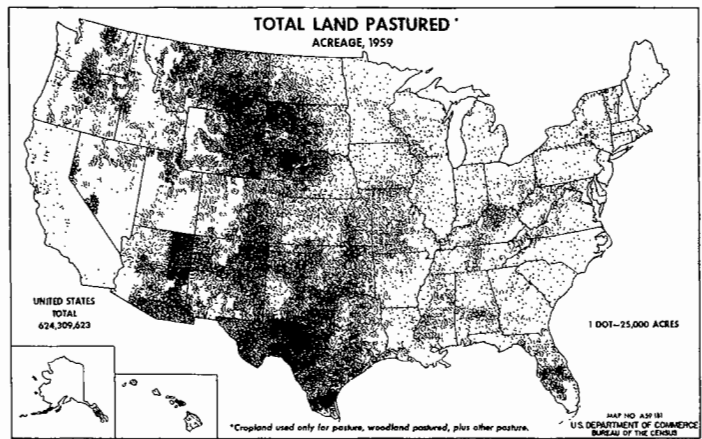 TOTAL LAND PASTURED *
ACREAGE, 1959
UNITED STATES
TOTAL
624,309,623
1 DOT—25,000 ACRES
*Cropland used only for pasture, woodland pastured, plus other pasture.
MAP NO A59 181
U.S. DEPARTMENT OF COMMERCE
BUREAU OF THE CENSUS